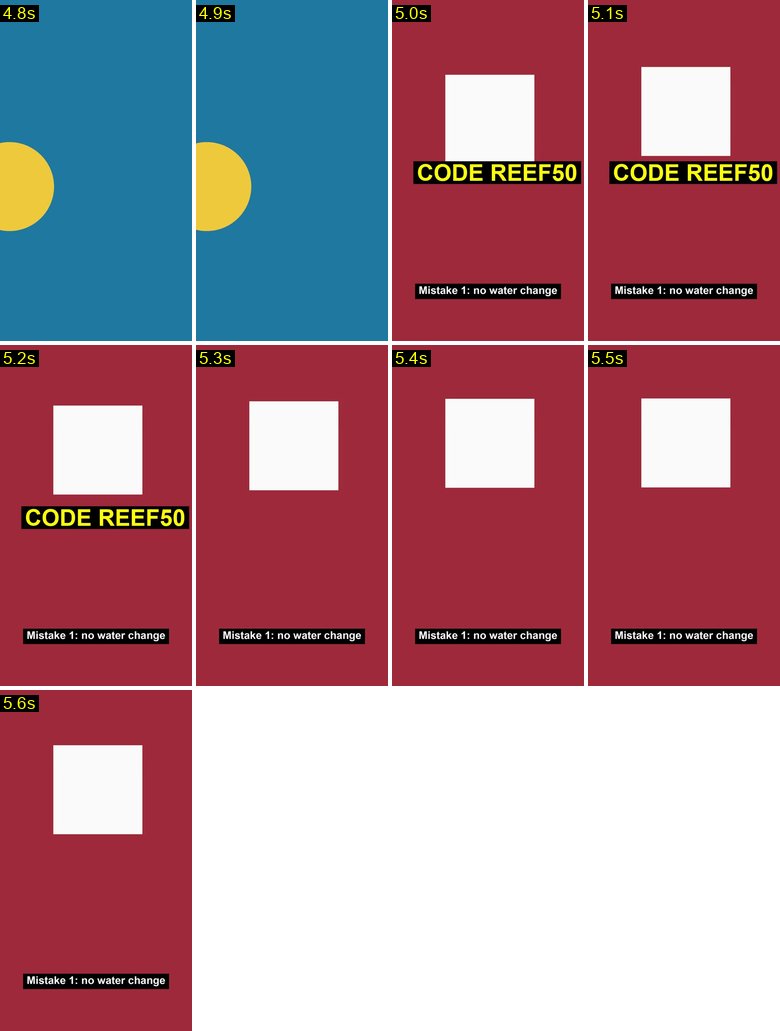 4.8s
4.9s
5.0s
CODE REEF50
Mistake 1: no water change
5.1s
CODE REEF50
Mistake 1: no water change
5.2s
CODE REEF50
Mistake 1: no water change
5.3s
Mistake 1: no water change
5.4s
Mistake 1: no water change
5.5s
Mistake 1: no water change
5.6s
Mistake 1: no water change